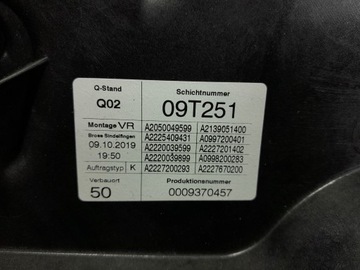 Q-Stand Schichtnummer
Q02 09T251
Montage VR A2050049599 A2139051400
Brose Sindelfingen A2225409431 A0997200401
09.10.2019 A2220039599 A2227201402
19:50 A2220039899 A0998200283
Auftragstyp K A2227200293 A2227670200
Verbauort Produktionsnummer
50 0009370457